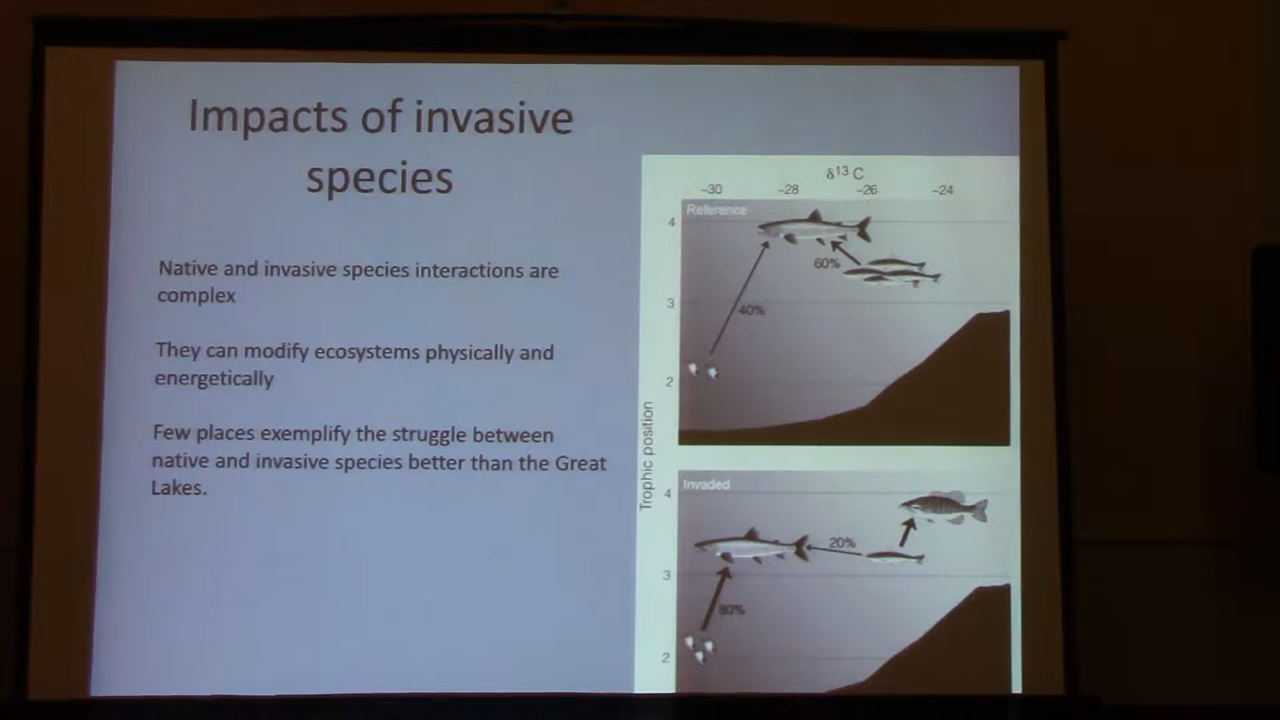 Impacts of invasive
species
Native and invasive species interactions are
complex
They can modify ecosystems physically and
energetically
Few places exemplify the struggle between
native and invasive species better than the Great
Lakes.
δ13 C
-30 -28 -26 -24
Reference
4
60%
3
40%
2
Trophic position
Invaded
4
20%
3
80%
2